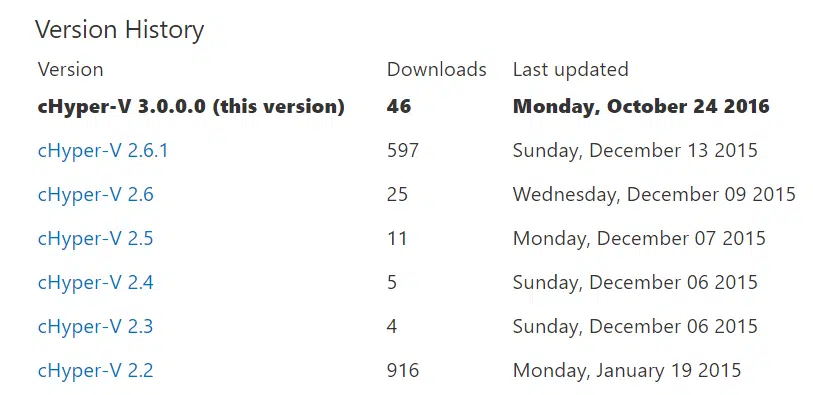 Version History
Version Downloads Last updated
cHyper-V 3.0.0.0 (this version) 46 Monday, October 24 2016
cHyper-V 2.6.1 597 Sunday, December 13 2015
cHyper-V 2.6 25 Wednesday, December 09 2015
cHyper-V 2.5 11 Monday, December 07 2015
cHyper-V 2.4 5 Sunday, December 06 2015
cHyper-V 2.3 4 Sunday, December 06 2015
cHyper-V 2.2 916 Monday, January 19 2015